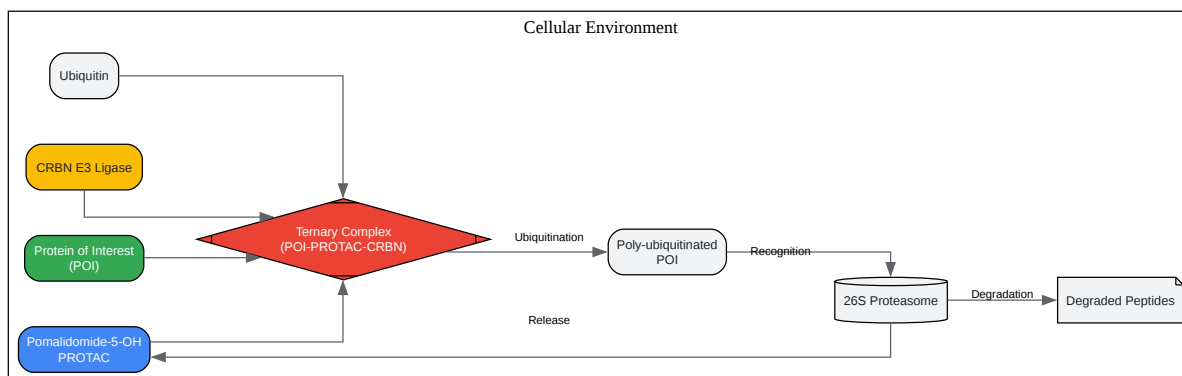 Cellular Environment
Ubiquitin
CRBN E3 Ligase
Protein of Interest
(POI)
Pomalidomide-5-OH
PROTAC
Ternary Complex
(POI-PROTAC-CRBN)
Ubiquitination
Poly-ubiquitinated
POI
Recognition
26S Proteasome
Degradation
Degraded Peptides
Release